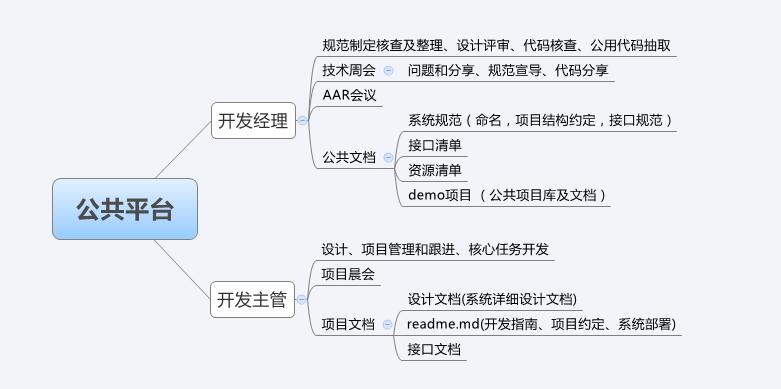 公共平台
开发经理
规范制定核查及整理、设计评审、代码核查、公用代码抽取
技术周会
问题和分享、规范宣导、代码分享
AAR会议
公共文档
系统规范（命名，项目结构约定，接口规范）
接口清单
资源清单
demo项目 （公共项目库及文档）
开发主管
设计、项目管理和跟进、核心任务开发
项目晨会
项目文档
设计文档(系统详细设计文档)
readme.md(开发指南、项目约定、系统部署)
接口文档